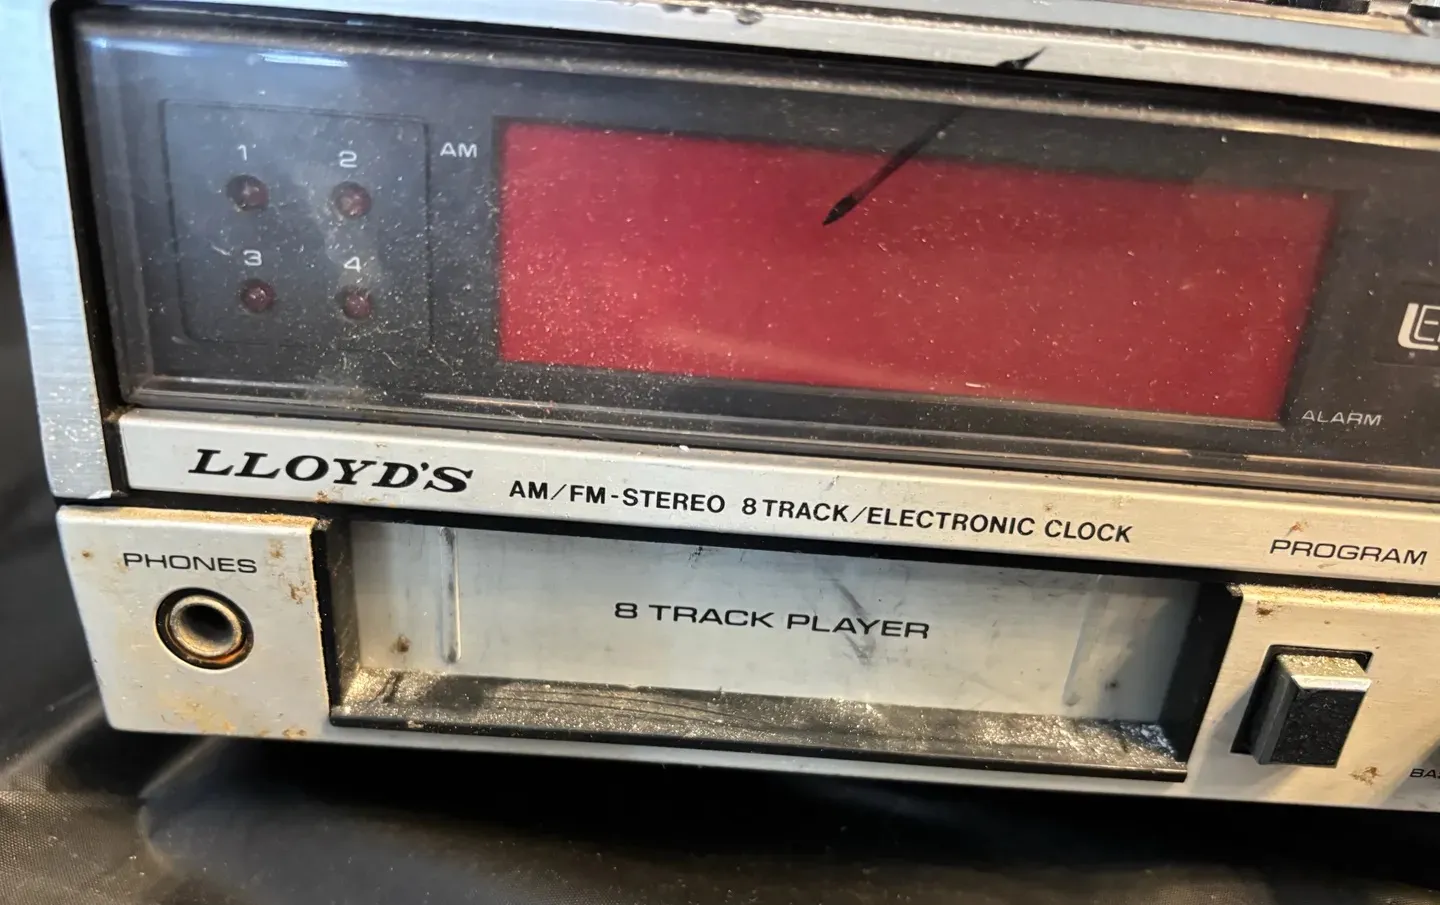 1 2
AM
3 4
ALARM
LLOYD'S AM/FM-STEREO 8 TRACK/ELECTRONIC CLOCK
PHONES
PROGRAM
8 TRACK PLAYER